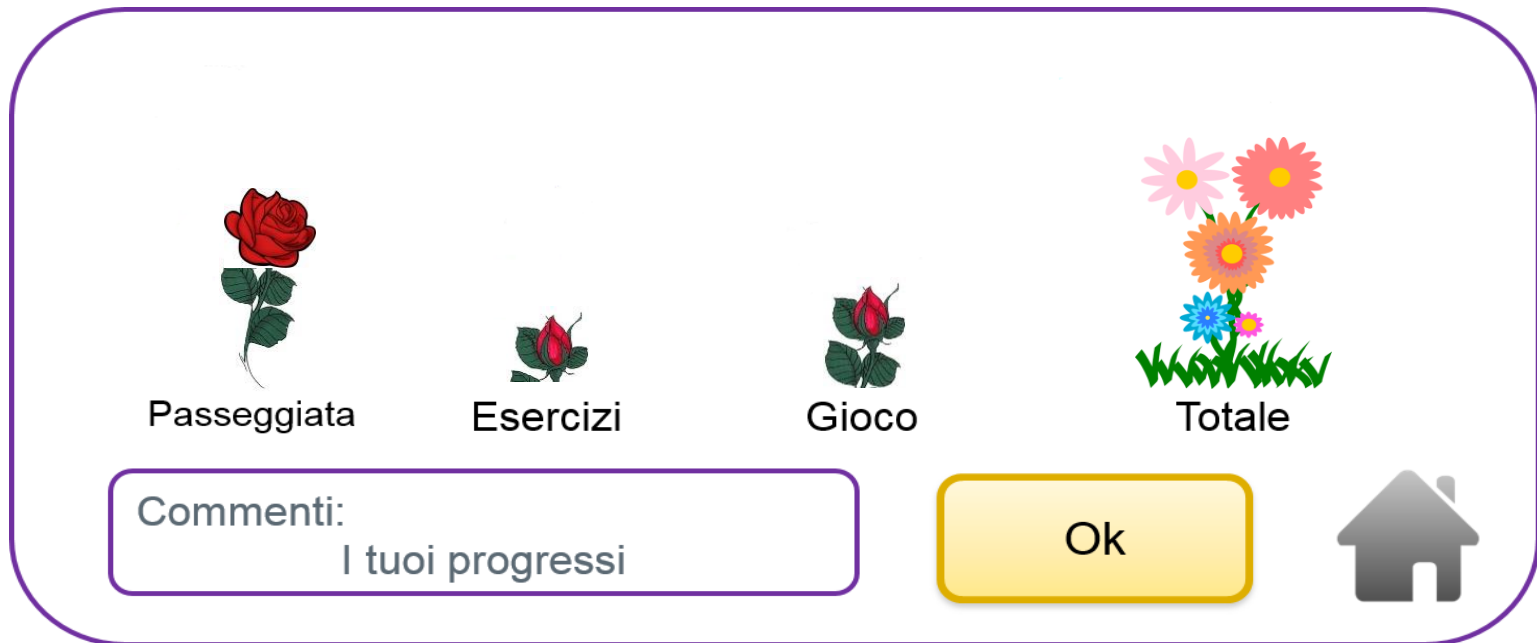 Passeggiata
Esercizi
Gioco
Totale
Commenti:
I tuoi progressi
Ok